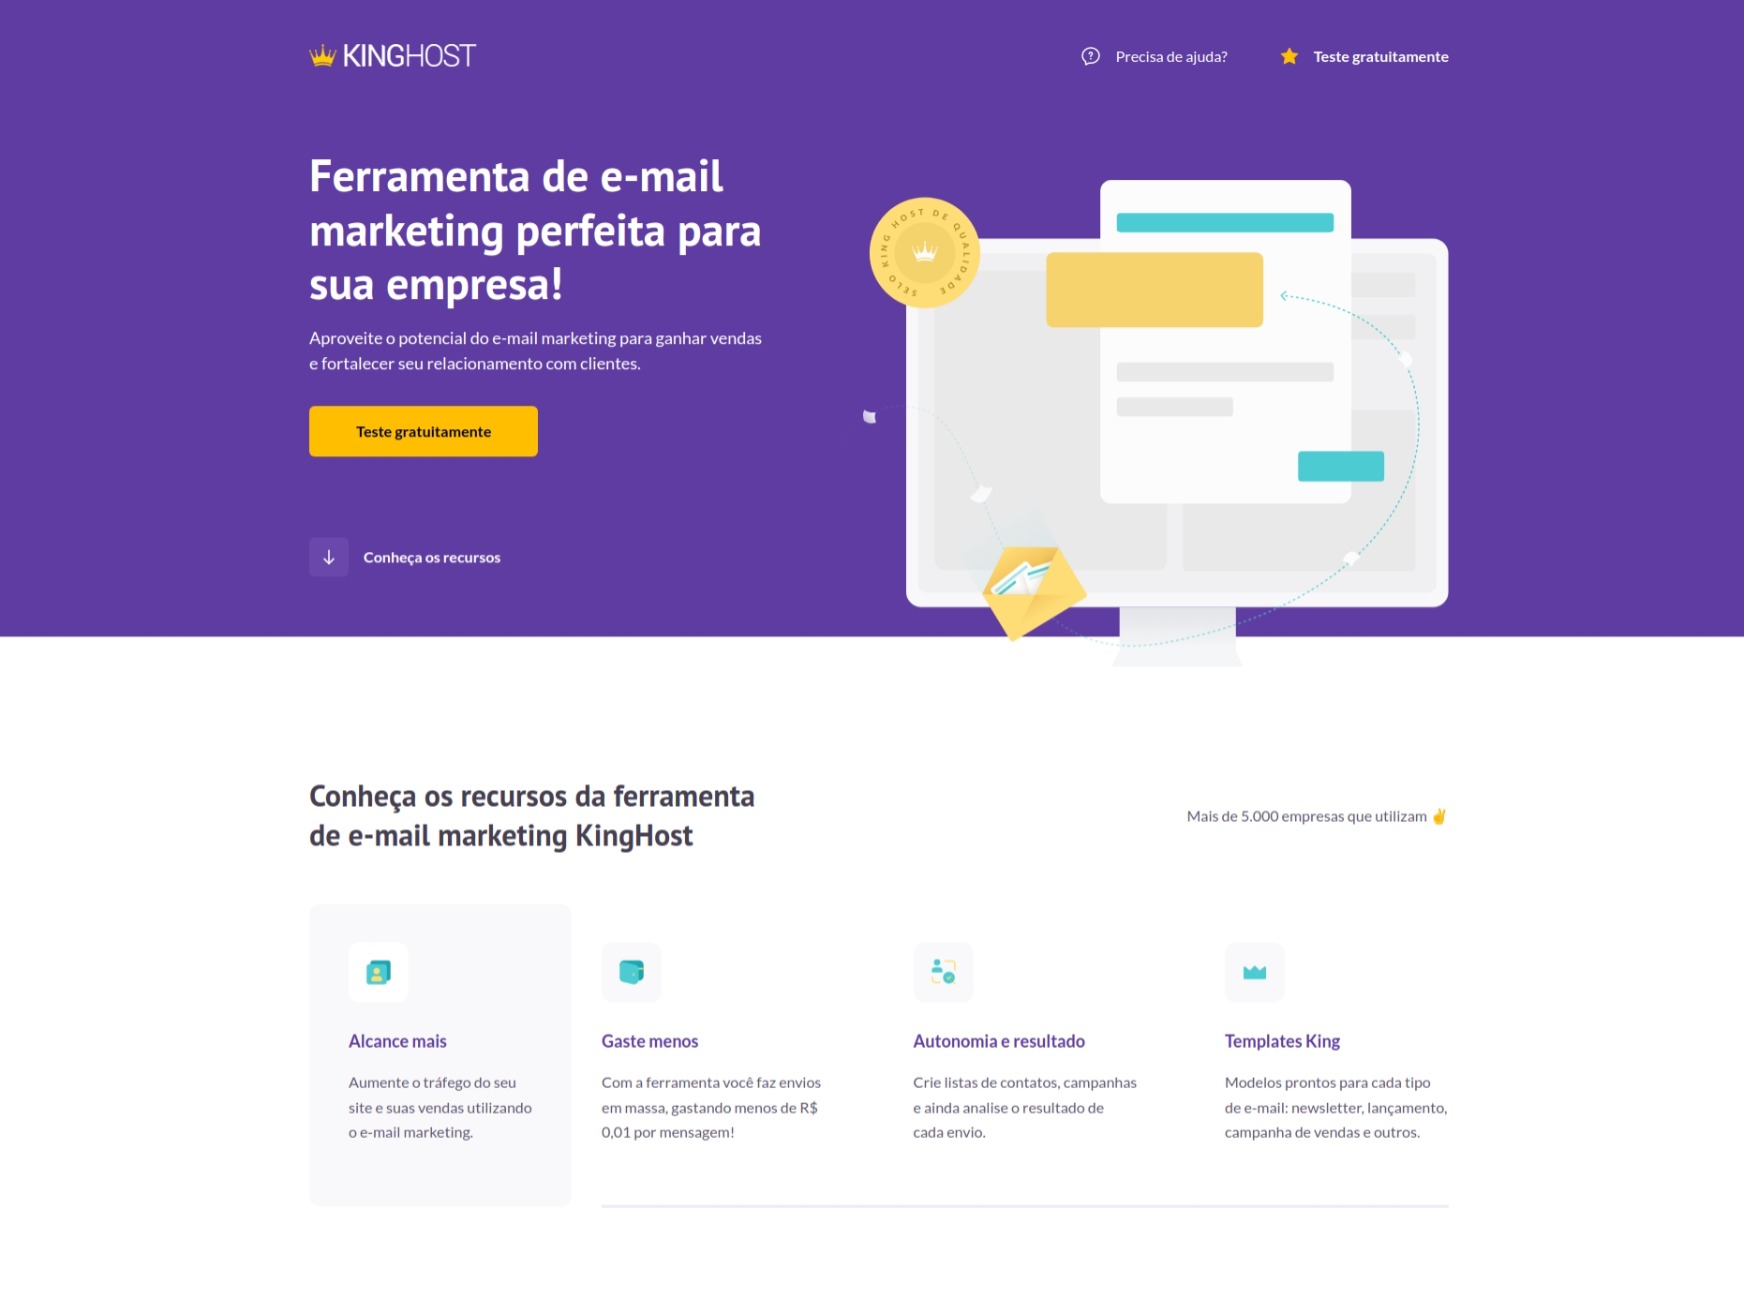 KINGHOST
Precisa de ajuda?
Teste gratuitamente
Ferramenta de e-mail
marketing perfeita para
sua empresa!
Aproveite o potencial do e-mail marketing para ganhar vendas
e fortalecer seu relacionamento com clientes.
Teste gratuitamente
Conheça os recursos
SELO KING HOST DE QUALIDADE
Conheça os recursos da ferramenta
de e-mail marketing KingHost
Mais de 5.000 empresas que utilizam ✌
Alcance mais
Aumente o tráfego do seu
site e suas vendas utilizando
o e-mail marketing.
Gaste menos
Com a ferramenta você faz envios
em massa, gastando menos de R$
0,01 por mensagem!
Autonomia e resultado
Crie listas de contatos, campanhas
e ainda analise o resultado de
cada envio.
Templates King
Modelos prontos para cada tipo
de e-mail: newsletter, lançamento,
campanha de vendas e outros.